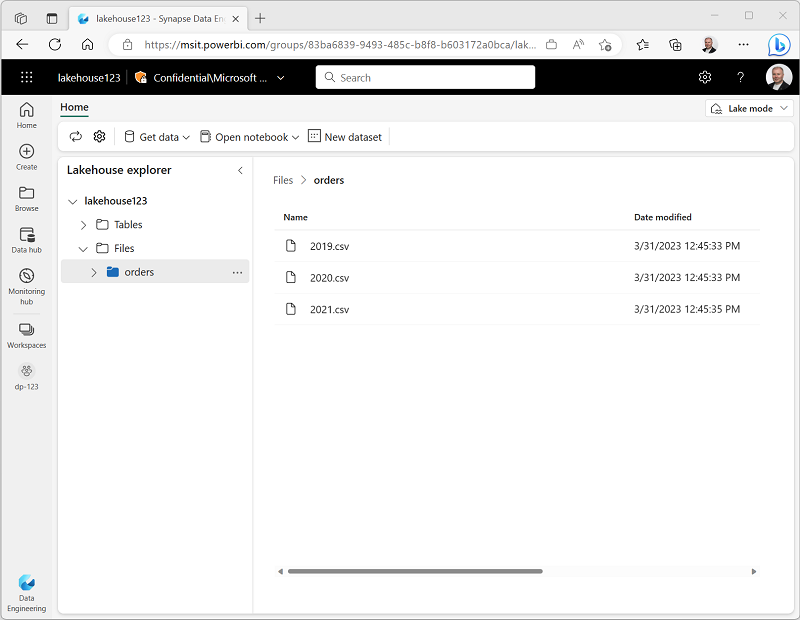 lakehouse123 - Synapse Data En
https://msit.powerbi.com/groups/83ba6839-9493-485c-b8f8-b603172a0bca/lak...
lakehouse123
Confidential\Microsoft ...
Search
?
Home
Create
Browse
Data hub
Monitoring
hub
Workspaces
dp-123
Data
Engineering
Home
Lake mode
Get data
Open notebook
New dataset
Lakehouse explorer
lakehouse123
Tables
Files
orders
...
Files > orders
Name Date modified
2019.csv 3/31/2023 12:45:33 PM
2020.csv 3/31/2023 12:45:33 PM
2021.csv 3/31/2023 12:45:35 PM